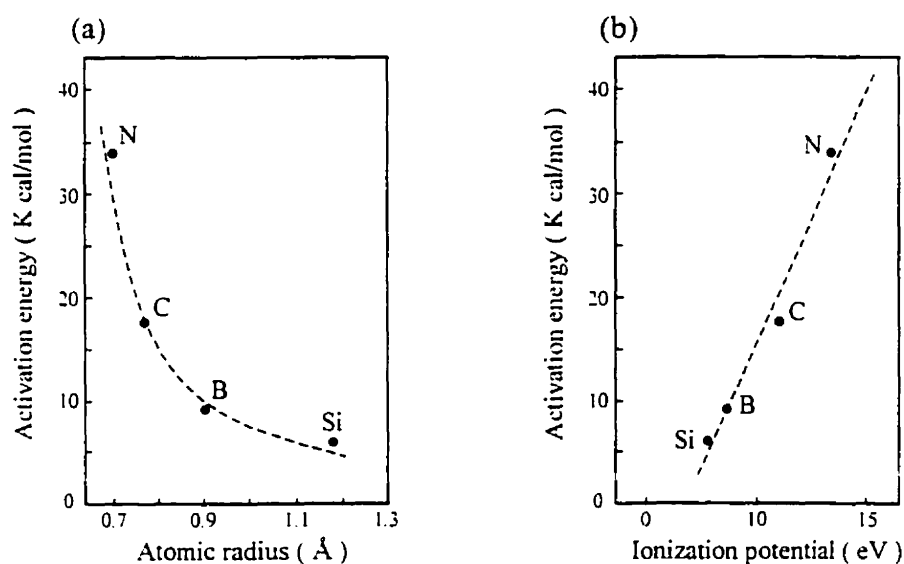 (a)
Activation energy ( K cal/mol )
40
30
20
10
0
N
C
B
Si
0.7 0.9 1.1 1.3
Atomic radius ( Å )
(b)
Activation energy ( K cal/mol )
40
30
20
10
0
N
C
B
Si
0 10 15
Ionization potential ( eV )